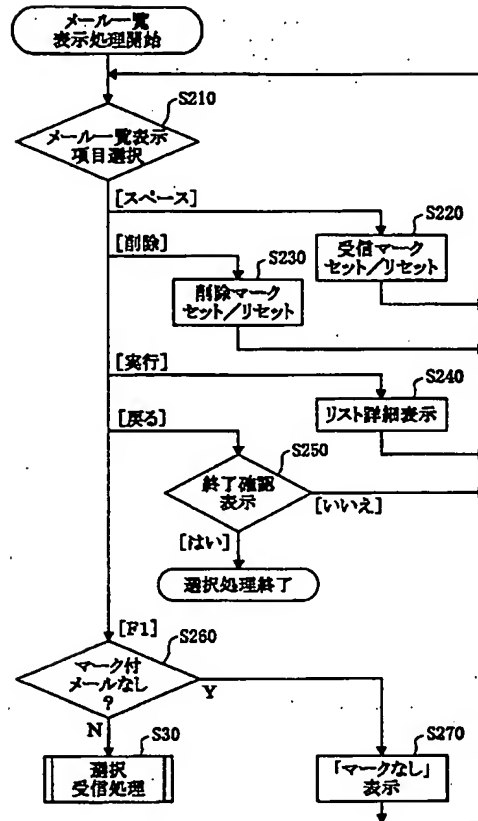 メール一覧
表示処理開始
S210
メール一覧表示
項目選択
[スペース]
S220
受信マーク
セット/リセット
[削除]
S230
削除マーク
セット/リセット
[実行]
S240
リスト詳細表示
[戻る]
S250
終了確認
表示
[いいえ]
[はい]
選択処理終了
[F1]
S260
マーク付
メールなし
?
Y
N
S30
選択
受信処理
S270
「マークなし」
表示